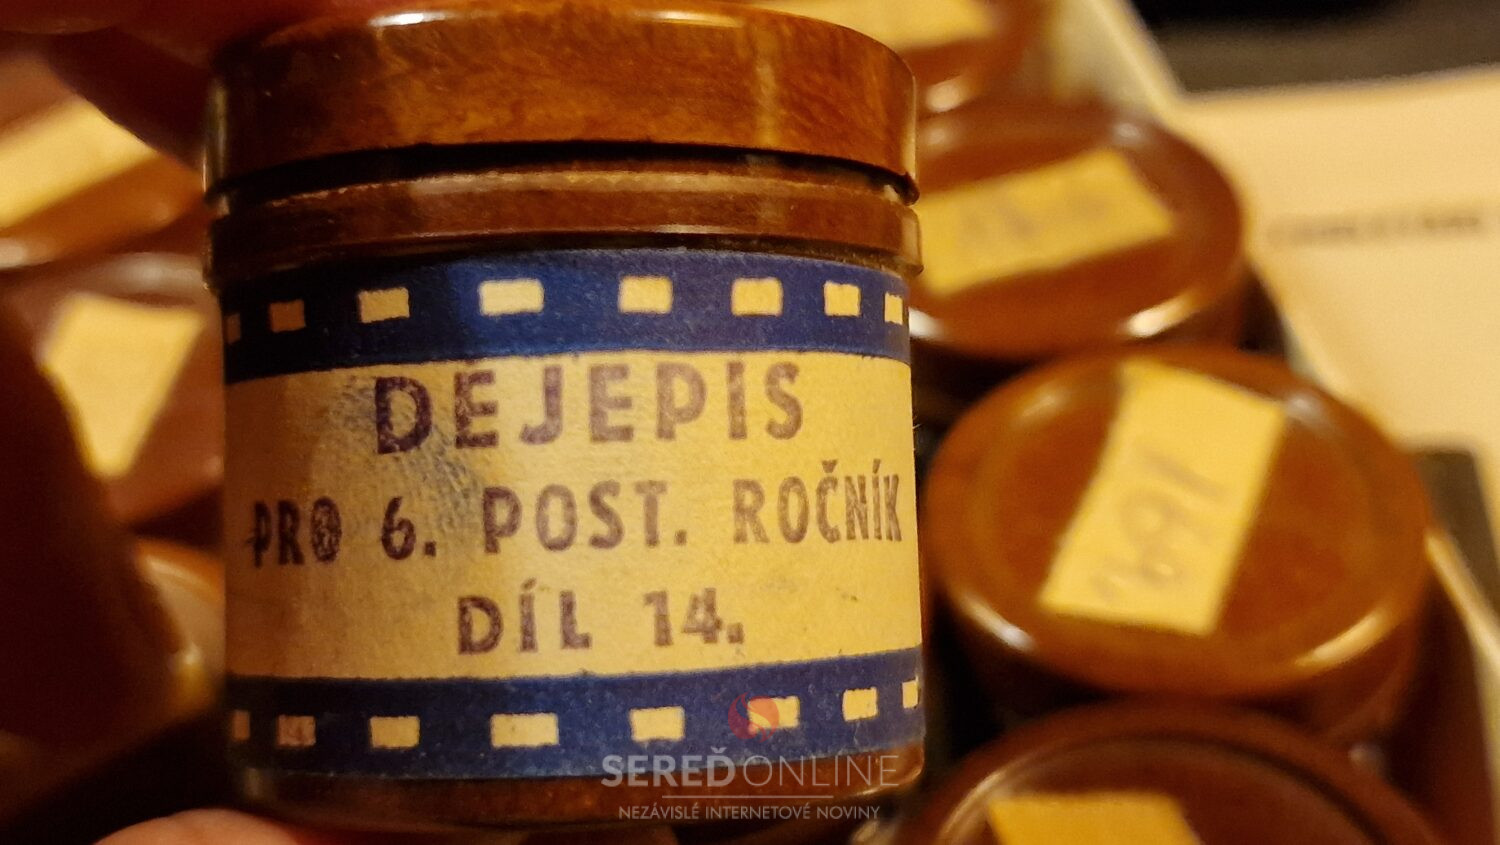 DEJEPIS
PRO 6. POST. ROČNÍK
DÍL 14.
SEREĎONLINE
NEZÁVISLÉ INTERNETOVÉ NOVINY